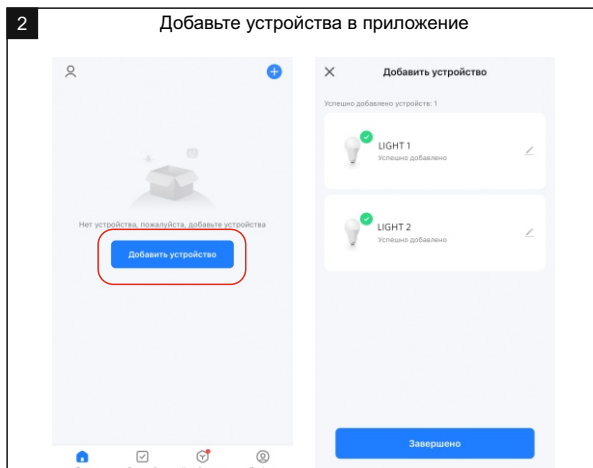 2
Добавьте устройства в приложение
Нет устройства, пожалуйста, добавьте устройства
Добавить устройство
Добавить устройство
Успешно добавлено устройств: 1
LIGHT 1
Успешно добавлено
LIGHT 2
Успешно добавлено
Завершено